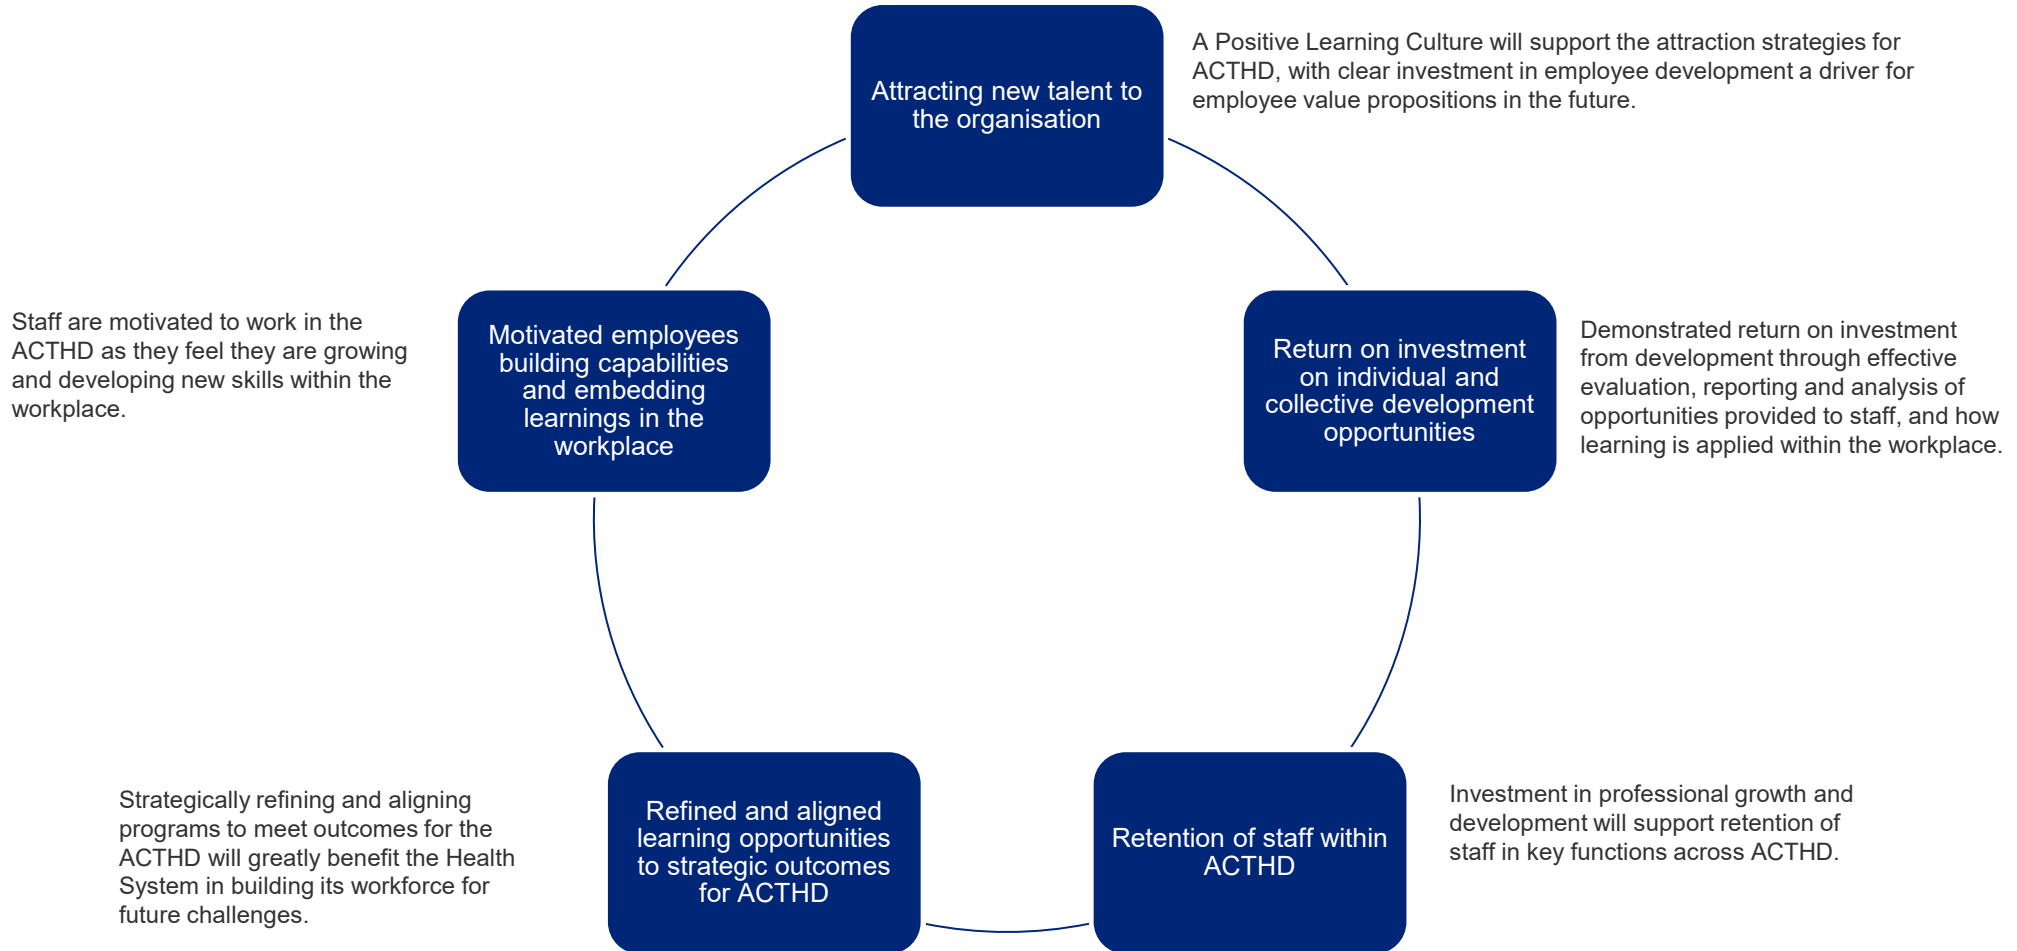 Attracting new talent to
the organisation
A Positive Learning Culture will support the attraction strategies for
ACTHD, with clear investment in employee development a driver for
employee value propositions in the future.
Return on investment
on individual and
collective development
opportunities
Demonstrated return on investment
from development through effective
evaluation, reporting and analysis of
opportunities provided to staff, and how
learning is applied within the workplace.
Retention of staff within
ACTHD
Investment in professional growth and
development will support retention of
staff in key functions across ACTHD.
Refined and aligned
learning opportunities
to strategic outcomes
for ACTHD
Strategically refining and aligning
programs to meet outcomes for the
ACTHD will greatly benefit the Health
System in building its workforce for
future challenges.
Motivated employees
building capabilities
and embedding
learnings in the
workplace
Staff are motivated to work in the
ACTHD as they feel they are growing
and developing new skills within the
workplace.